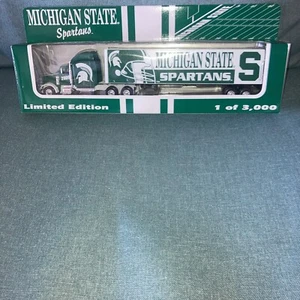 MICHIGAN STATE
Spartans.
MICHIGAN STATE
SPARTANS
S
Limited Edition
1 of 3,000